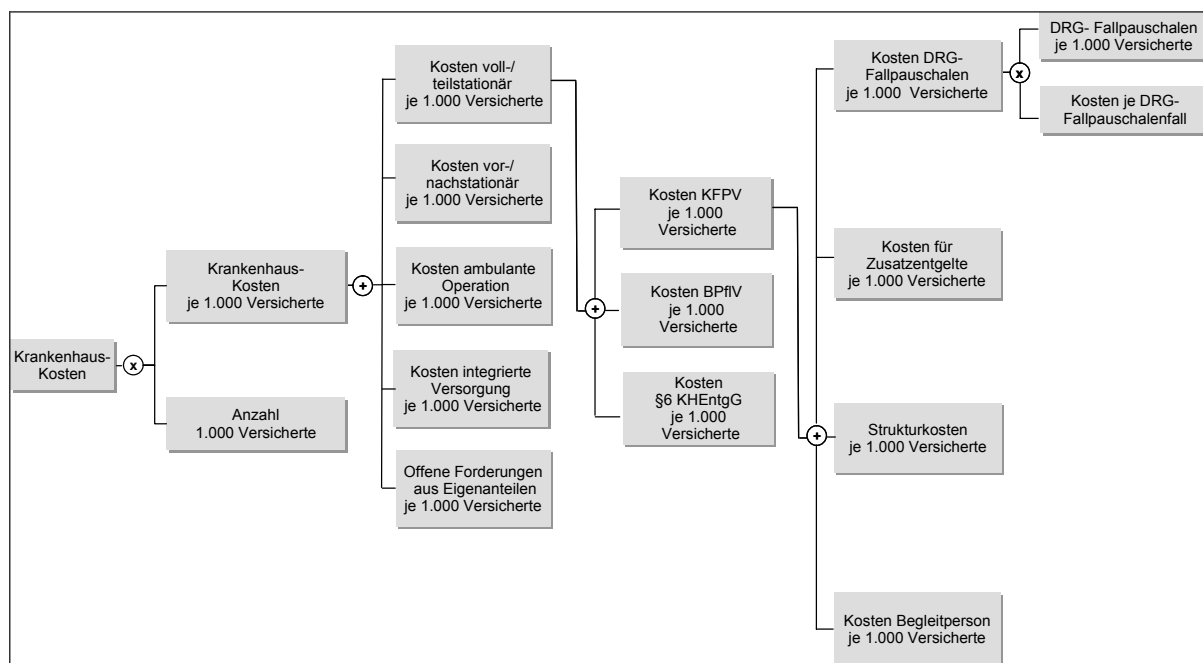 Krankenhaus-
Kosten
x
Krankenhaus-
Kosten
je 1.000 Versicherte
Anzahl
1.000 Versicherte
+
Kosten voll-/
teilstationär
je 1.000 Versicherte
Kosten vor-/
nachstationär
je 1.000 Versicherte
Kosten ambulante
Operation
je 1.000 Versicherte
Kosten integrierte
Versorgung
je 1.000 Versicherte
Offene Forderungen
aus Eigenanteilen
je 1.000 Versicherte
+
Kosten KFPV
je 1.000
Versicherte
Kosten BPflV
je 1.000
Versicherte
Kosten
§6 KHEntgG
je 1.000
Versicherte
+
Kosten DRG-
Fallpauschalen
je 1.000 Versicherte
Kosten für
Zusatzentgelte
je 1.000 Versicherte
Strukturkosten
je 1.000 Versicherte
Kosten Begleitperson
je 1.000 Versicherte
x
DRG- Fallpauschalen
je 1.000 Versicherte
Kosten je DRG-
Fallpauschalenfall